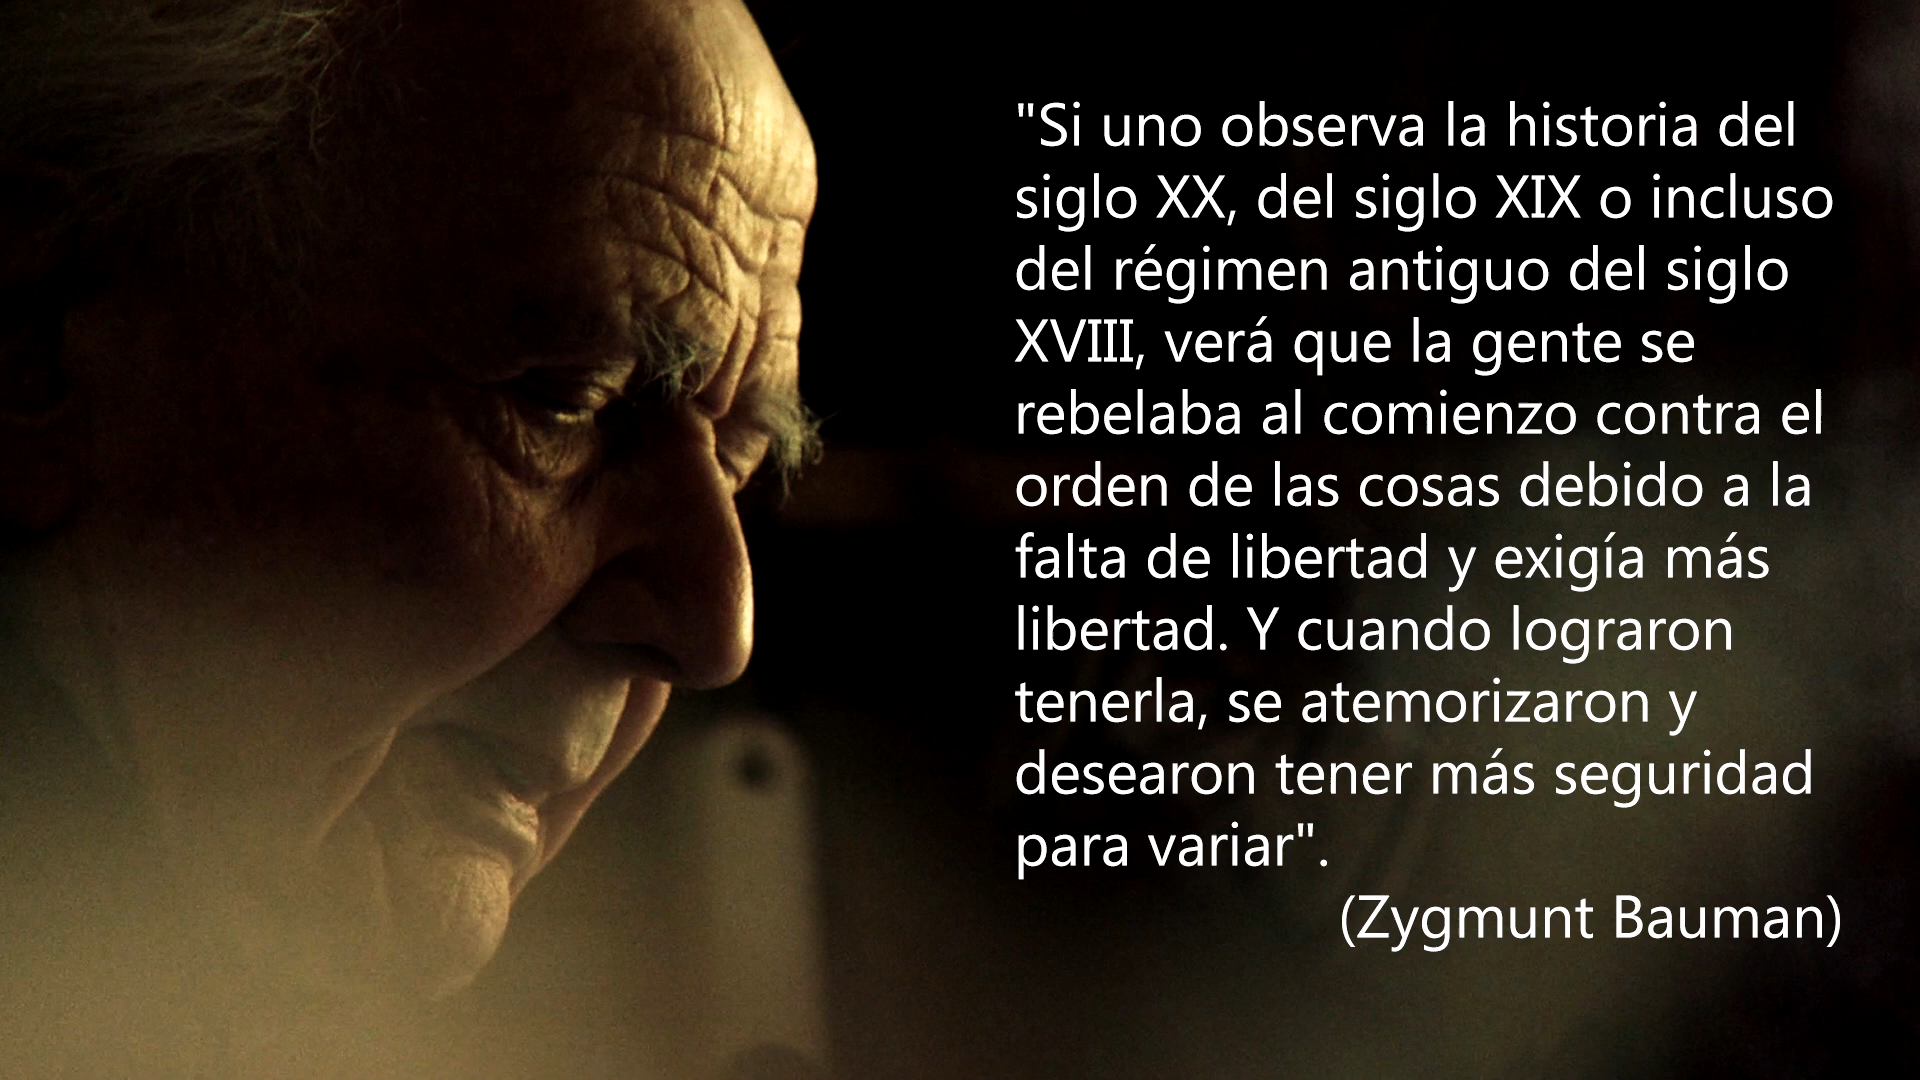 "Si uno observa la historia del
siglo XX, del siglo XIX o incluso
del régimen antiguo del siglo
XVIII, verá que la gente se
rebelaba al comienzo contra el
orden de las cosas debido a la
falta de libertad y exigía más
libertad. Y cuando lograron
tenerla, se atemorizaron y
desearon tener más seguridad
para variar".
(Zygmunt Bauman)